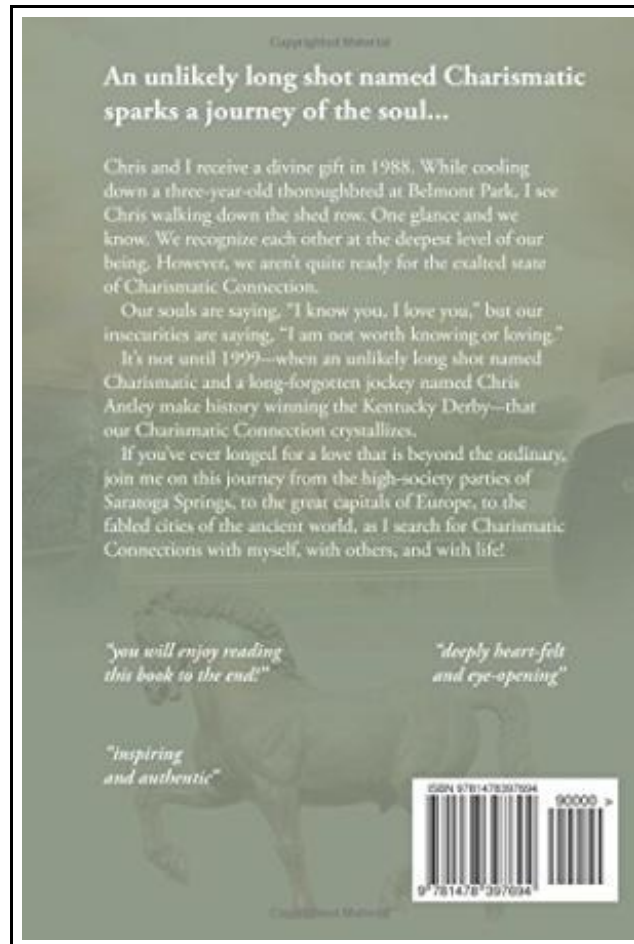 Copyrighted Material
An unlikely long shot named Charismatic
sparks a journey of the soul...
Chris and I receive a divine gift in 1988. While cooling
down a three-year-old thoroughbred at Belmont Park, I see
Chris walking down the shed row. One glance and we
know. We recognize each other at the deepest level of our
being. However, we aren't quite ready for the exalted state
of Charismatic Connection.
Our souls are saying, "I know you, I love you," but our
insecurities are saying, "I am not worth knowing or loving."
It's not until 1999—when an unlikely long shot named
Charismatic and a long-forgotten jockey named Chris
Antley make history winning the Kentucky Derby—that
our Charismatic Connection crystallizes.
If you've ever longed for a love that is beyond the ordinary,
join me on this journey from the high-society parties of
Saratoga Springs, to the great capitals of Europe, to the
fabled cities of the ancient world, as I search for Charismatic
Connections with myself, with others, and with life!
"you will enjoy reading
this book to the end!"
"deeply heart-felt
and eye-opening"
"inspiring
and authentic"
ISBN 9781478397694
90000 >
9 781478 397694
Copyrighted Material